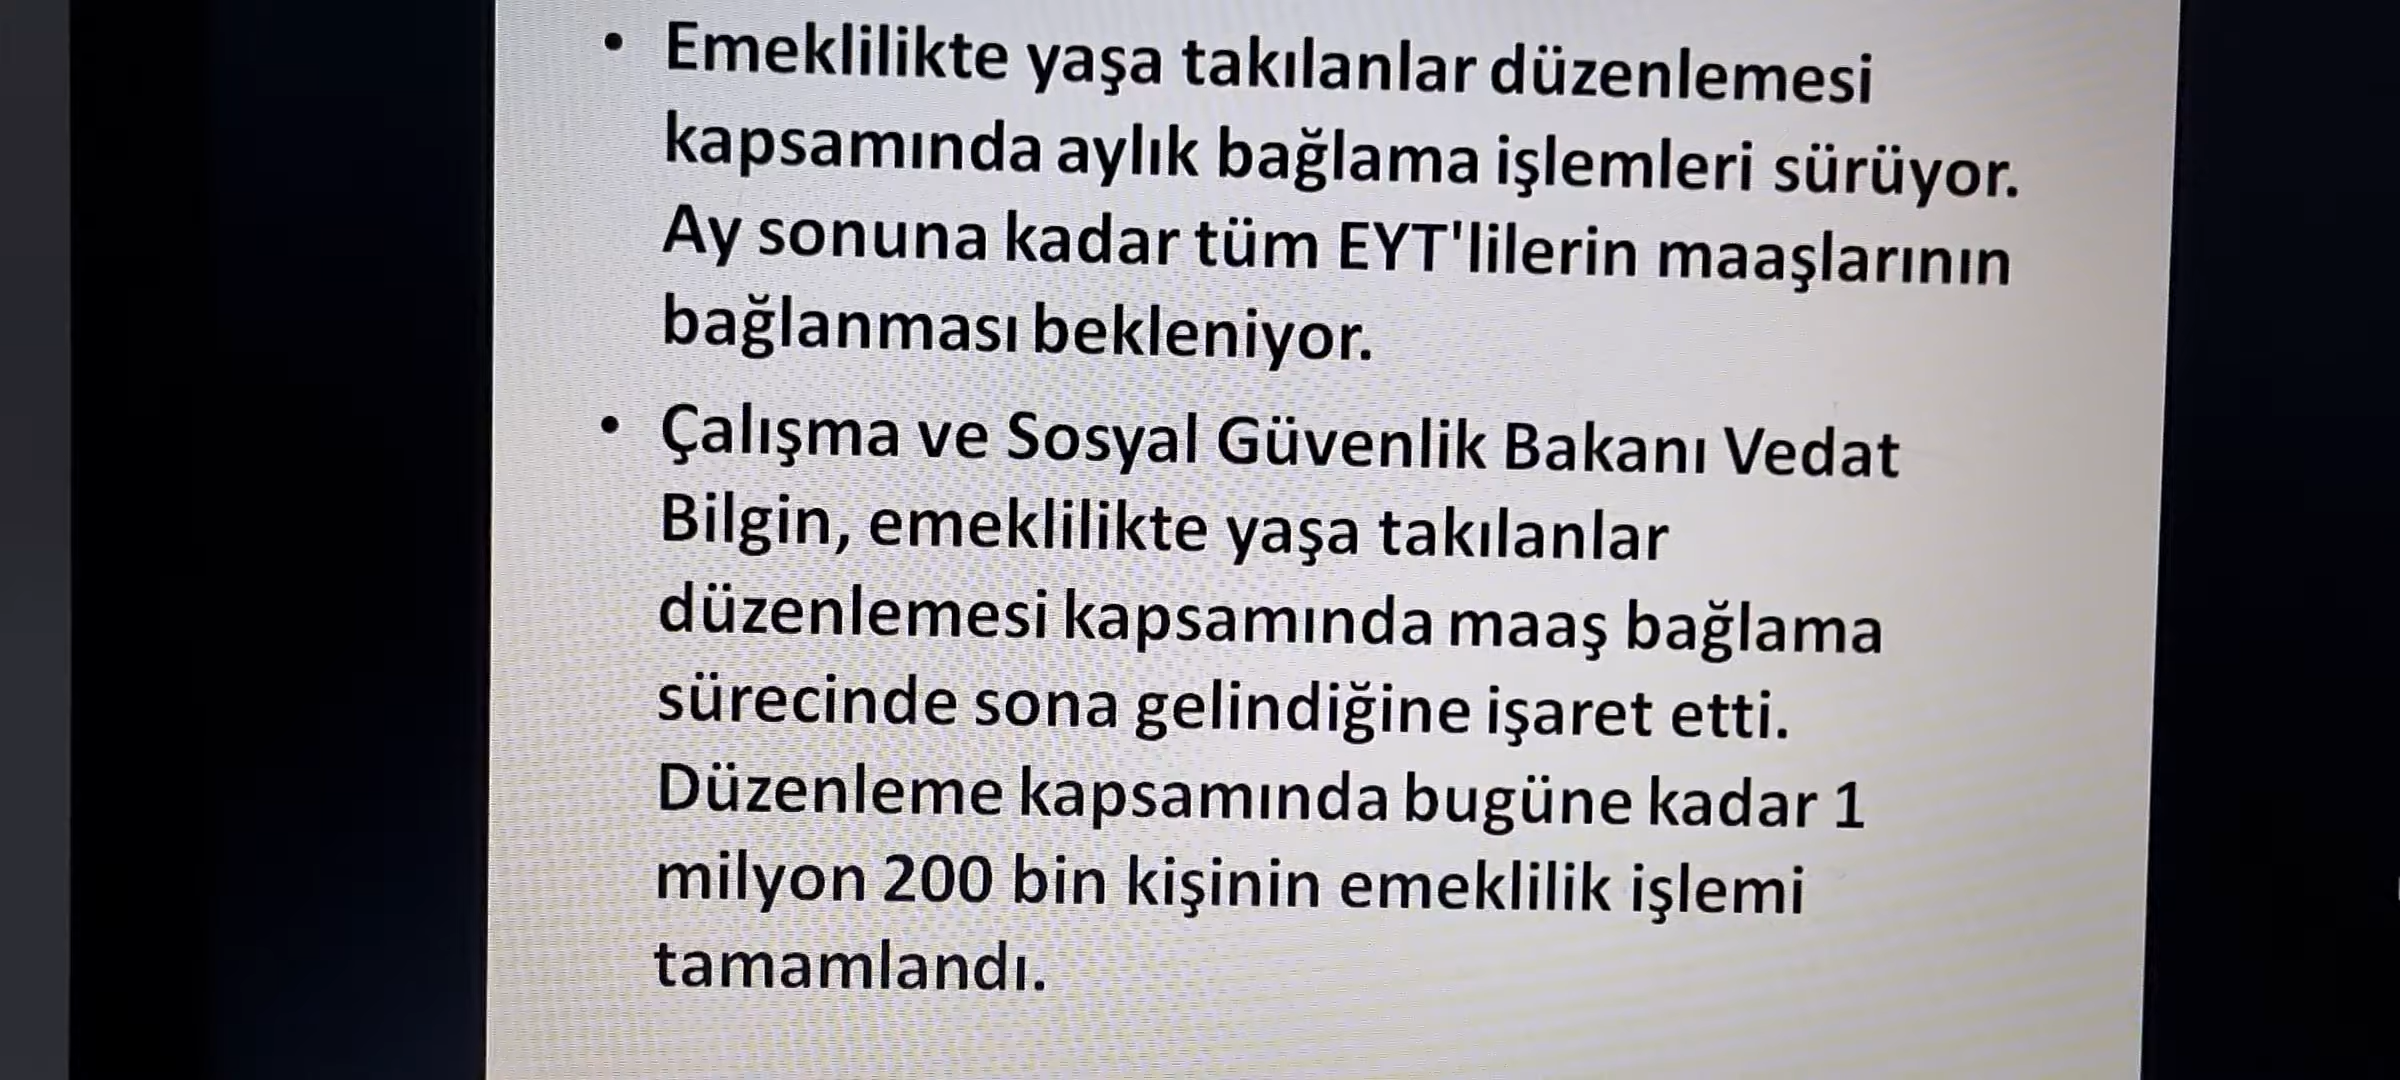 • Emeklilikte yaşa takılanlar düzenlemesi
kapsamında aylık bağlama işlemleri sürüyor.
Ay sonuna kadar tüm EYT'lilerin maaşlarının
bağlanması bekleniyor.
• Çalışma ve Sosyal Güvenlik Bakanı Vedat
Bilgin, emeklilikte yaşa takılanlar
düzenlemesi kapsamında maaş bağlama
sürecinde sona gelindiğine işaret etti.
Düzenleme kapsamında bugüne kadar 1
milyon 200 bin kişinin emeklilik işlemi
tamamlandı.